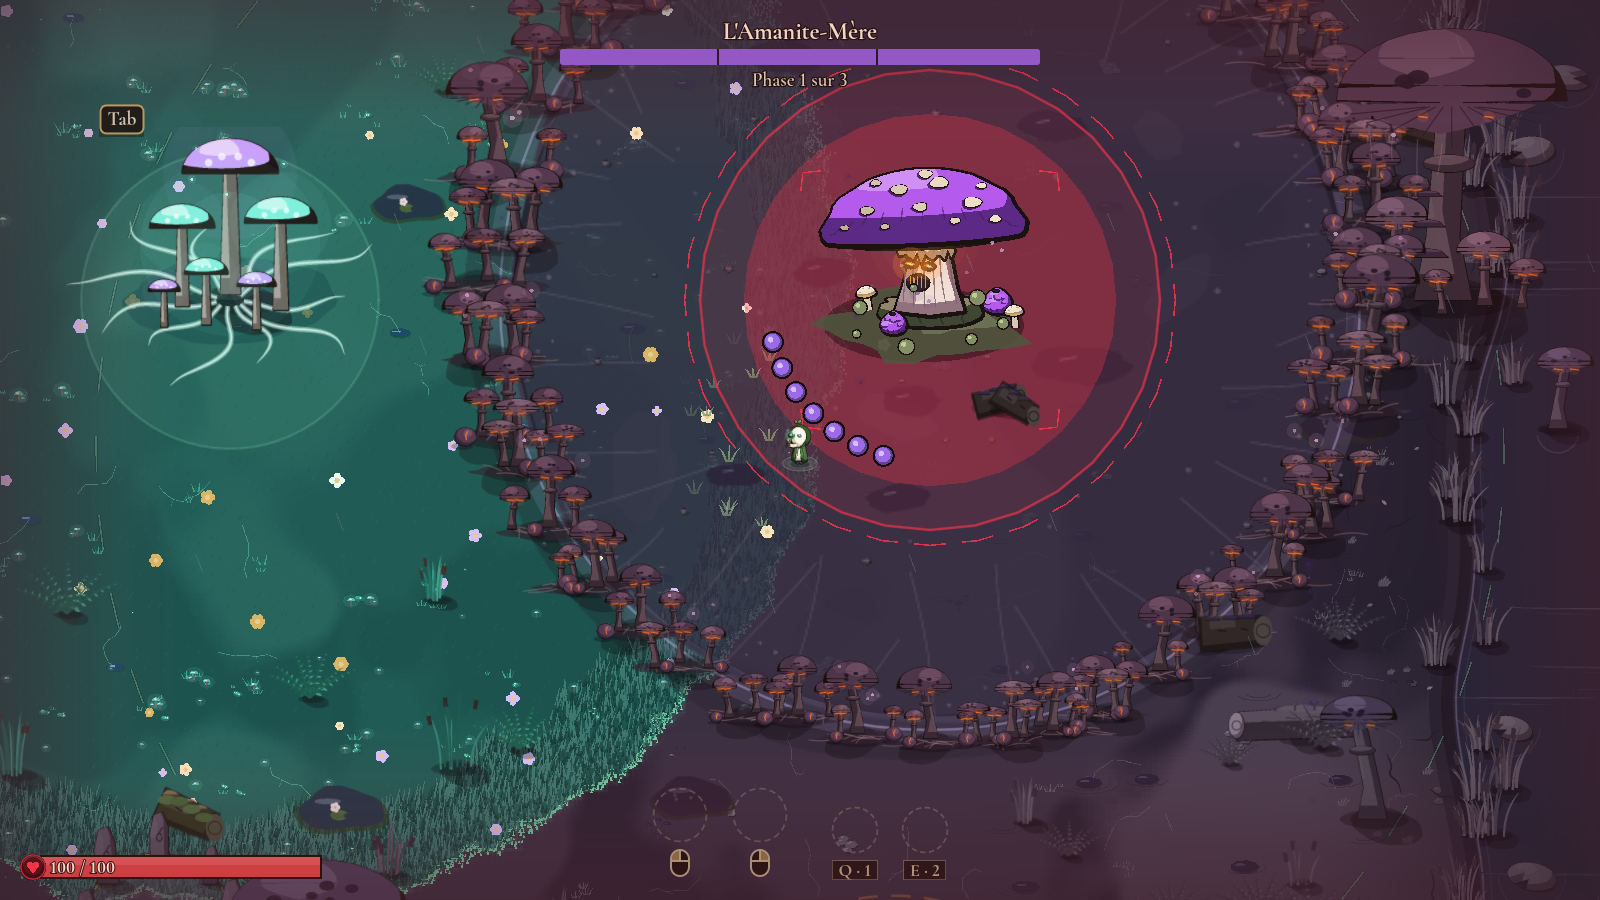 L'Amanite-Mère
Phase 1 sur 3
Tab
100 / 100
Q · 1
E · 2